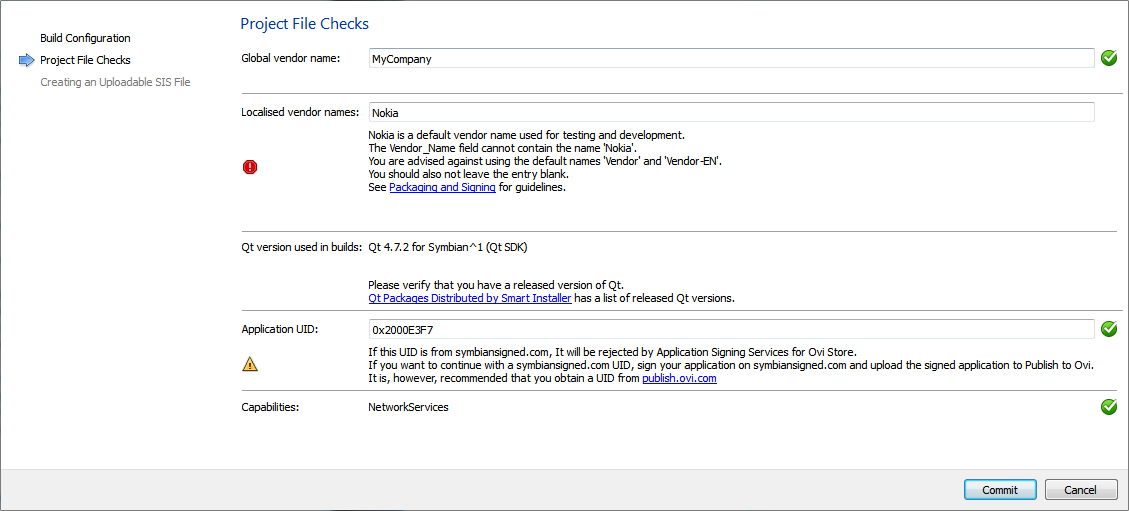 Project File Checks
Build Configuration
Project File Checks
Creating an Uploadable SIS File
Global vendor name: MyCompany
Localised vendor names: Nokia
Nokia is a default vendor name used for testing and development.
The Vendor_Name field cannot contain the name 'Nokia'.
You are advised against using the default names 'Vendor' and 'Vendor-EN'.
You should also not leave the entry blank.
See Packaging and Signing for guidelines.
Qt version used in builds: Qt 4.7.2 for Symbian^1 (Qt SDK)
Please verify that you have a released version of Qt.
Qt Packages Distributed by Smart Installer has a list of released Qt versions.
Application UID: 0x2000E3F7
If this UID is from symbiansigned.com, It will be rejected by Application Signing Services for Ovi Store.
If you want to continue with a symbiansigned.com UID, sign your application on symbiansigned.com and upload the signed application to Publish to Ovi.
It is, however, recommended that you obtain a UID from publish.ovi.com
Capabilities: NetworkServices
Commit Cancel